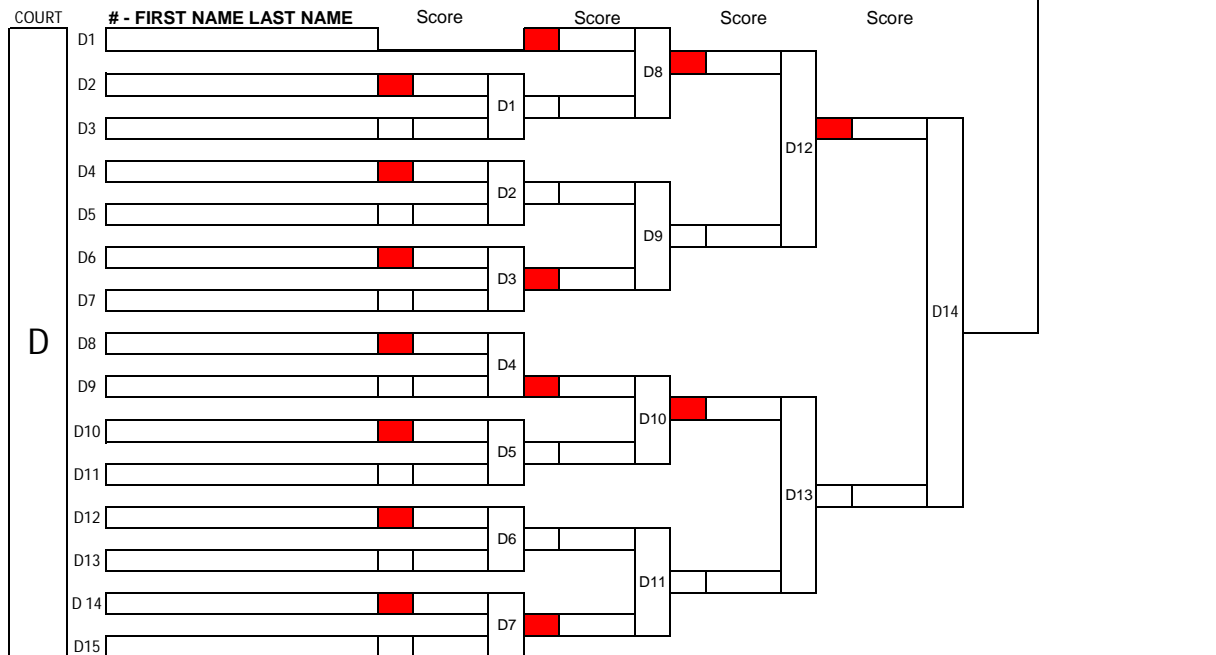 COURT # - FIRST NAME LAST NAME Score Score Score Score
D1
D8
D2
D1
D3
D12
D4
D2
D5
D9
D6
D3
D7
D14
D
D8
D4
D9
D10
D10
D5
D11
D13
D12
D6
D13
D11
D 14
D7
D15